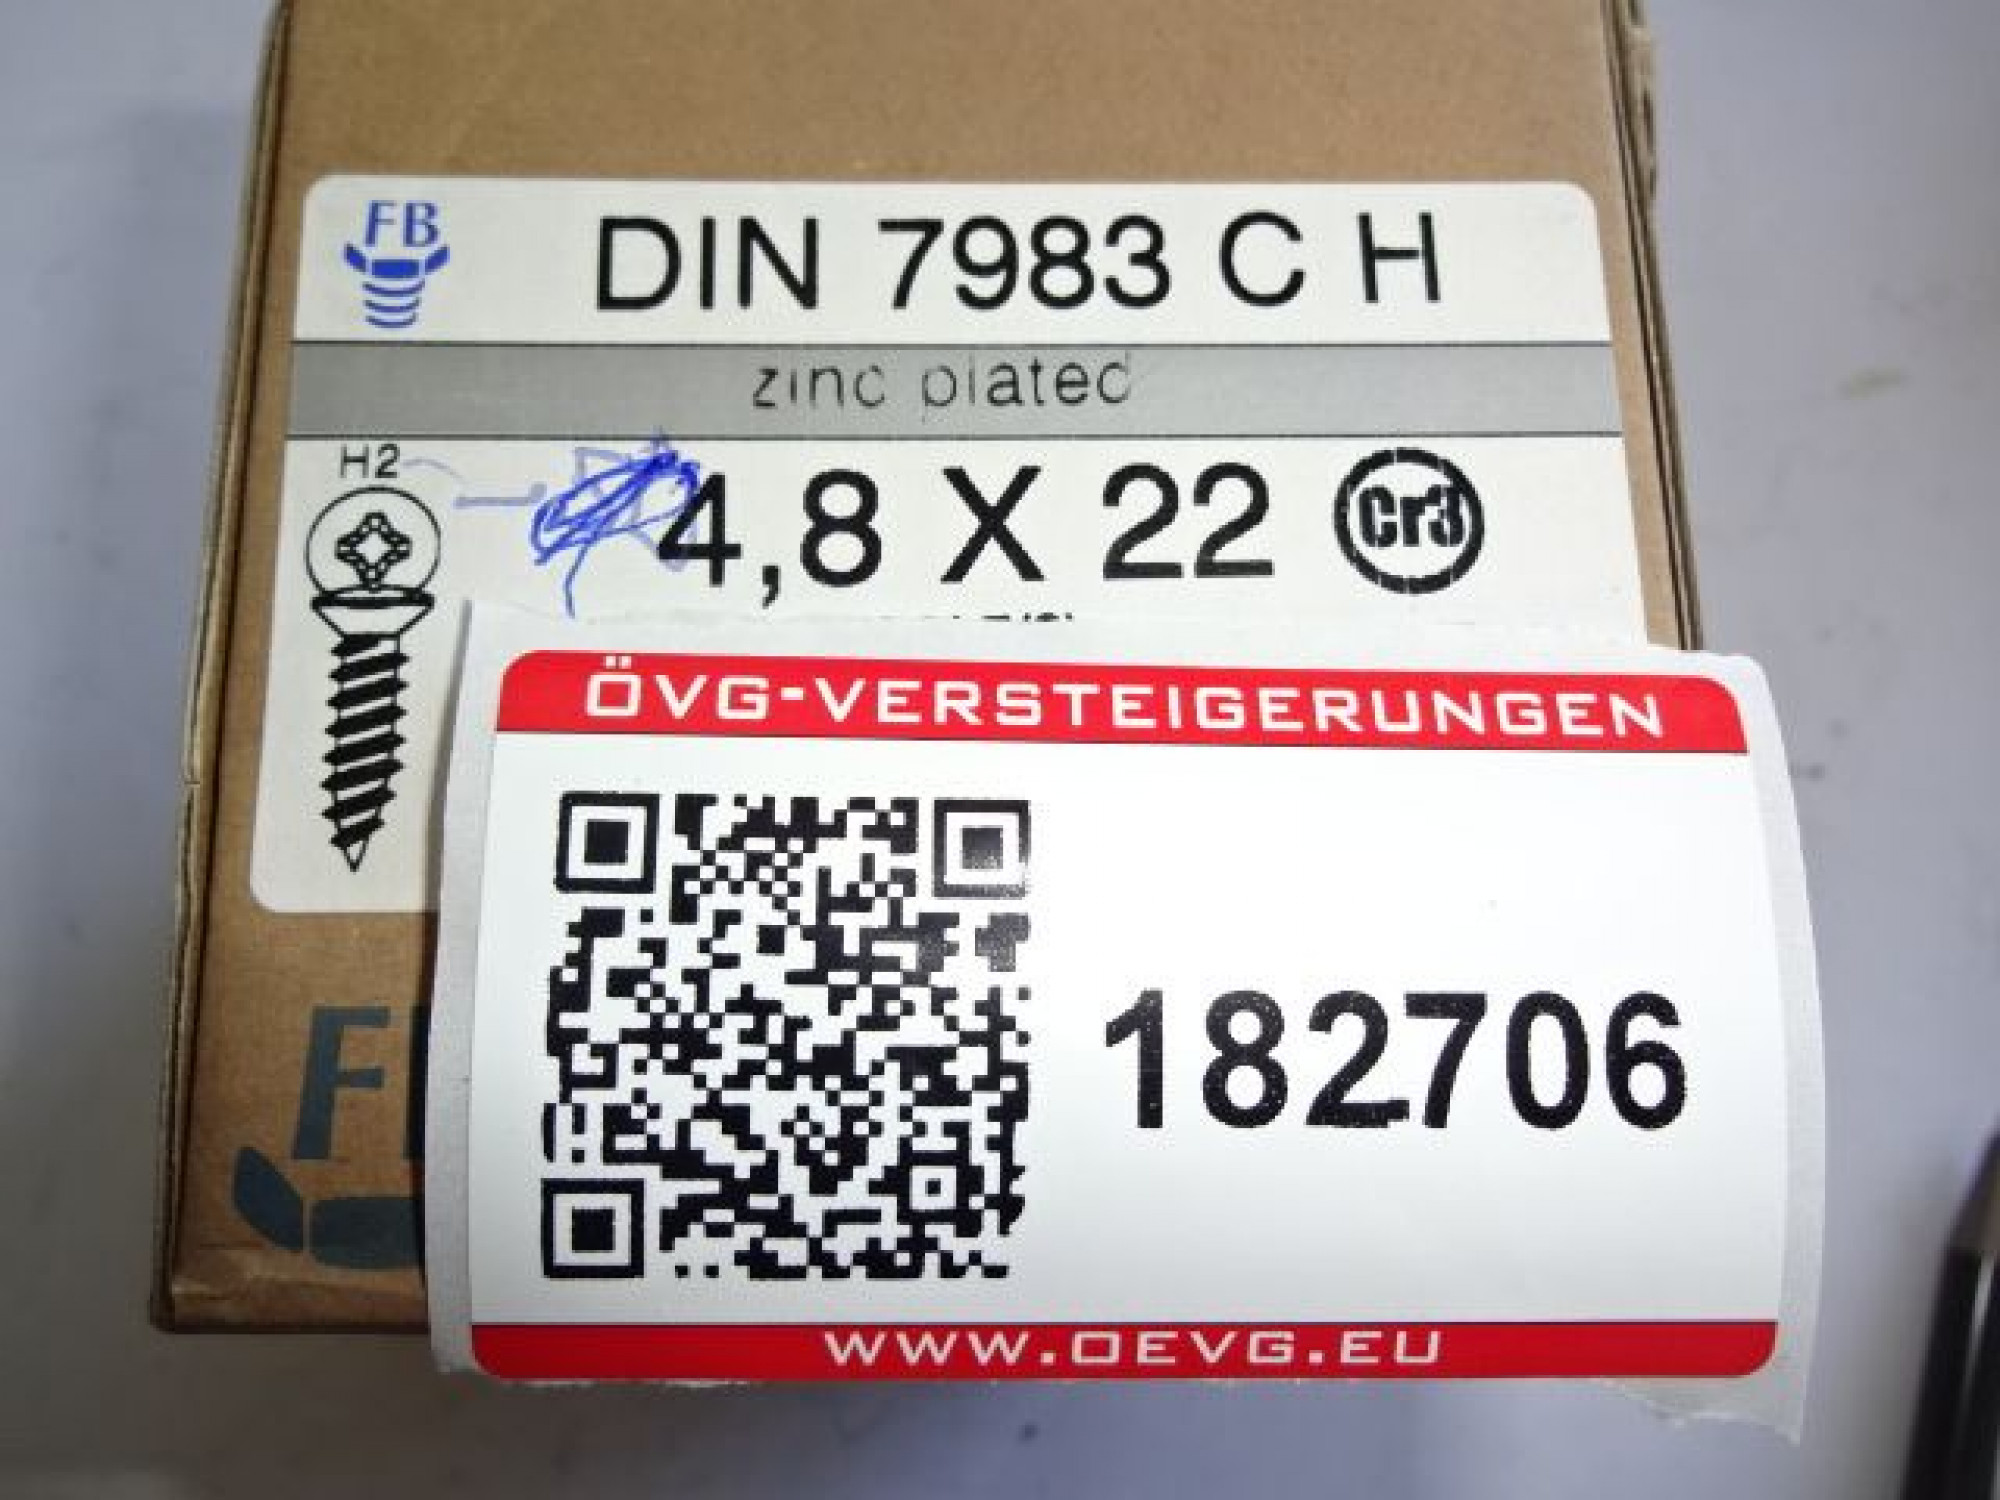 FB
DIN 7983 C H
zinc plated
H2
4,8 X 22
Cr3
ÖVG-VERSTEIGERUNGEN
182706
WWW.OEVG.EU